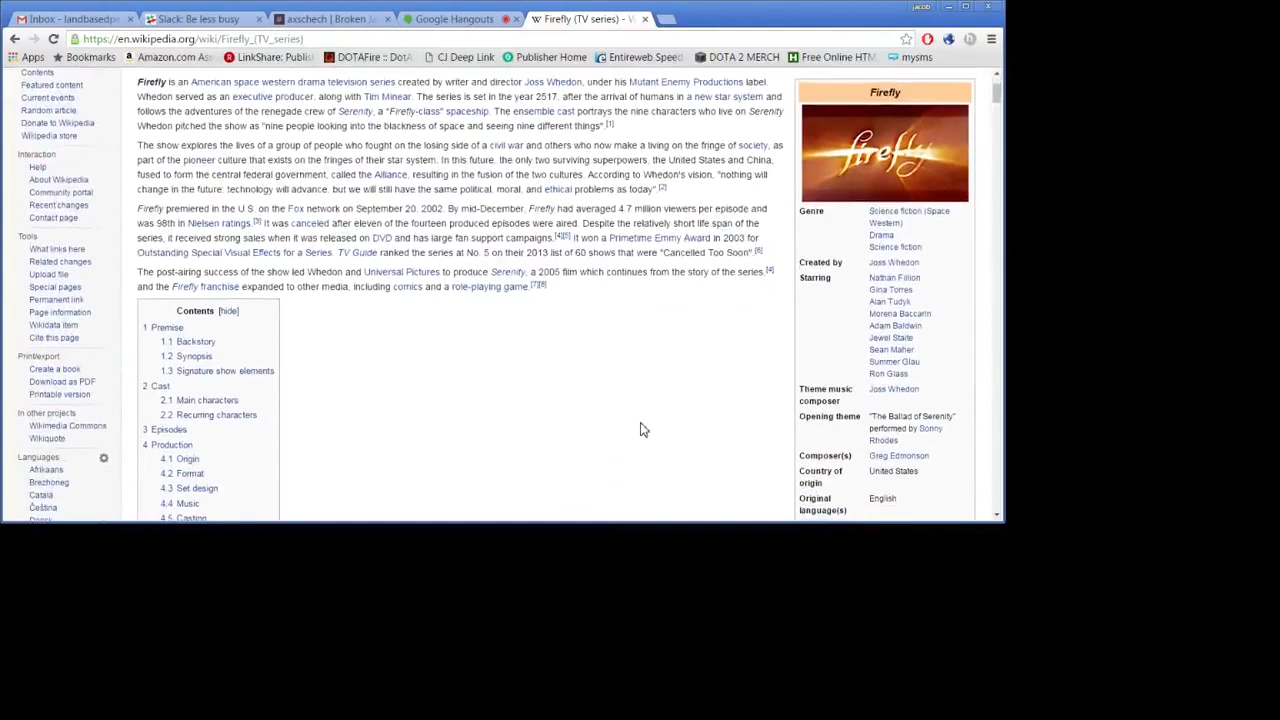 jacob
Inbox - landbasedpe
Slack: Be less busy
axschech | Broken Ja
Google Hangouts
W Firefly (TV series) - W
https://en.wikipedia.org/wiki/Firefly_(TV_series)
Apps
Bookmarks
Amazon.com Ass
LinkShare: Publis
DOTAFire :: DotA
CJ Deep Link
Publisher Home
Entireweb Speed
DOTA 2 MERCH
Free Online HTM
mysms
Contents
Featured content
Current events
Random article
Donate to Wikipedia
Wikipedia store
Interaction
Help
About Wikipedia
Community portal
Recent changes
Contact page
Tools
What links here
Related changes
Upload file
Special pages
Permanent link
Page information
Wikidata item
Cite this page
Print/export
Create a book
Download as PDF
Printable version
In other projects
Wikimedia Commons
Wikiquote
Languages
Afrikaans
Brezhoneg
Català
Čeština
Firefly is an American space western drama television series created by writer and director Joss Whedon, under his Mutant Enemy Productions label.
Whedon served as an executive producer, along with Tim Minear. The series is set in the year 2517, after the arrival of humans in a new star system and
follows the adventures of the renegade crew of Serenity, a "Firefly-class" spaceship. The ensemble cast portrays the nine characters who live on Serenity
Whedon pitched the show as "nine people looking into the blackness of space and seeing nine different things".[1]
The show explores the lives of a group of people who fought on the losing side of a civil war and others who now make a living on the fringe of society, as
part of the pioneer culture that exists on the fringes of their star system. In this future, the only two surviving superpowers, the United States and China,
fused to form the central federal government, called the Alliance, resulting in the fusion of the two cultures. According to Whedon's vision, "nothing will
change in the future: technology will advance, but we will still have the same political, moral, and ethical problems as today".[2]
Firefly premiered in the U.S. on the Fox network on September 20, 2002. By mid-December, Firefly had averaged 4.7 million viewers per episode and
was 98th in Nielsen ratings.[3] It was canceled after eleven of the fourteen produced episodes were aired. Despite the relatively short life span of the
series, it received strong sales when it was released on DVD and has large fan support campaigns.[4][5] It won a Primetime Emmy Award in 2003 for
Outstanding Special Visual Effects for a Series. TV Guide ranked the series at No. 5 on their 2013 list of 60 shows that were "Cancelled Too Soon".[6]
The post-airing success of the show led Whedon and Universal Pictures to produce Serenity, a 2005 film which continues from the story of the series,[4]
and the Firefly franchise expanded to other media, including comics and a role-playing game.[7][8]
Contents [hide]
1 Premise
1.1 Backstory
1.2 Synopsis
1.3 Signature show elements
2 Cast
2.1 Main characters
2.2 Recurring characters
3 Episodes
4 Production
4.1 Origin
4.2 Format
4.3 Set design
4.4 Music
4.5 Casting
Firefly
firefly
Genre Science fiction (Space
Western)
Drama
Science fiction
Created by Joss Whedon
Starring Nathan Fillion
Gina Torres
Alan Tudyk
Morena Baccarin
Adam Baldwin
Jewel Staite
Sean Maher
Summer Glau
Ron Glass
Theme music Joss Whedon
composer
Opening theme "The Ballad of Serenity"
performed by Sonny
Rhodes
Composer(s) Greg Edmonson
Country of United States
origin
Original English
language(s)